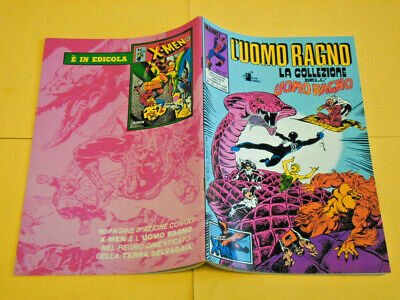 È IN EDICOLA
X-MEN
80 PAGINE D'AZIONE CON GLI
X-MEN E L'UOMO RAGNO
NEL REGNO DIMENTICATO
DELLA TERRA SELVAGGIA!
L'UOMO RAGNO
LA COLLEZIONE
DELL'
UOMO RAGNO